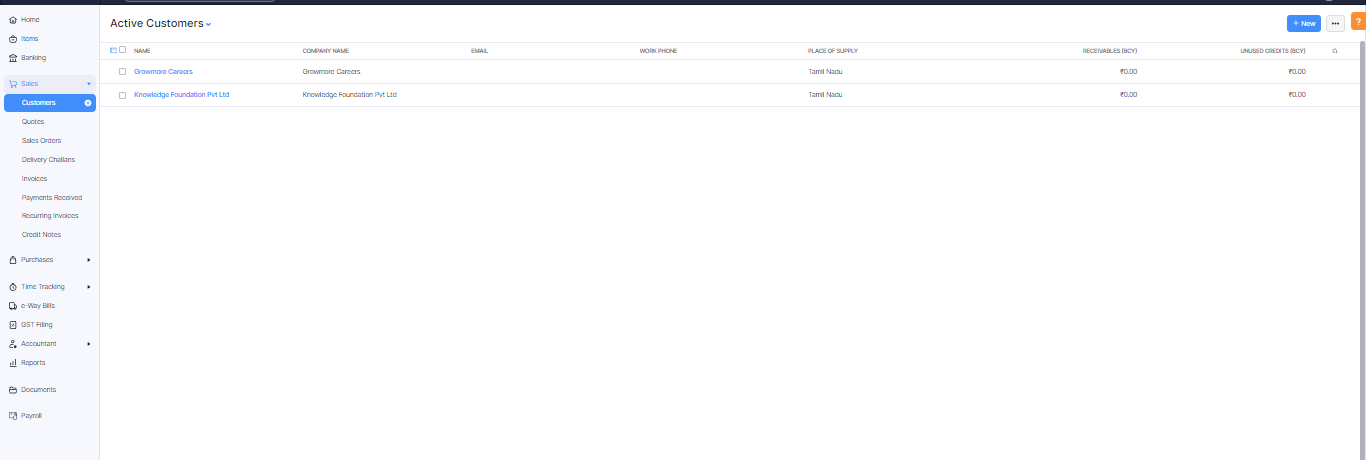 Home
Items
Banking
Sales
Customers
Quotes
Sales Orders
Delivery Challans
Invoices
Payments Received
Recurring Invoices
Credit Notes
Purchases
Time Tracking
e-Way Bills
GST Filing
Accountant
Reports
Documents
Payroll
Active Customers
+ New
?
NAME COMPANY NAME EMAIL WORK PHONE PLACE OF SUPPLY RECEIVABLES (BCY) UNUSED CREDITS (BCY)
Growmore Careers Growmore Careers Tamil Nadu ₹0.00 ₹0.00
Knowledge Foundation Pvt Ltd Knowledge Foundation Pvt Ltd Tamil Nadu ₹0.00 ₹0.00